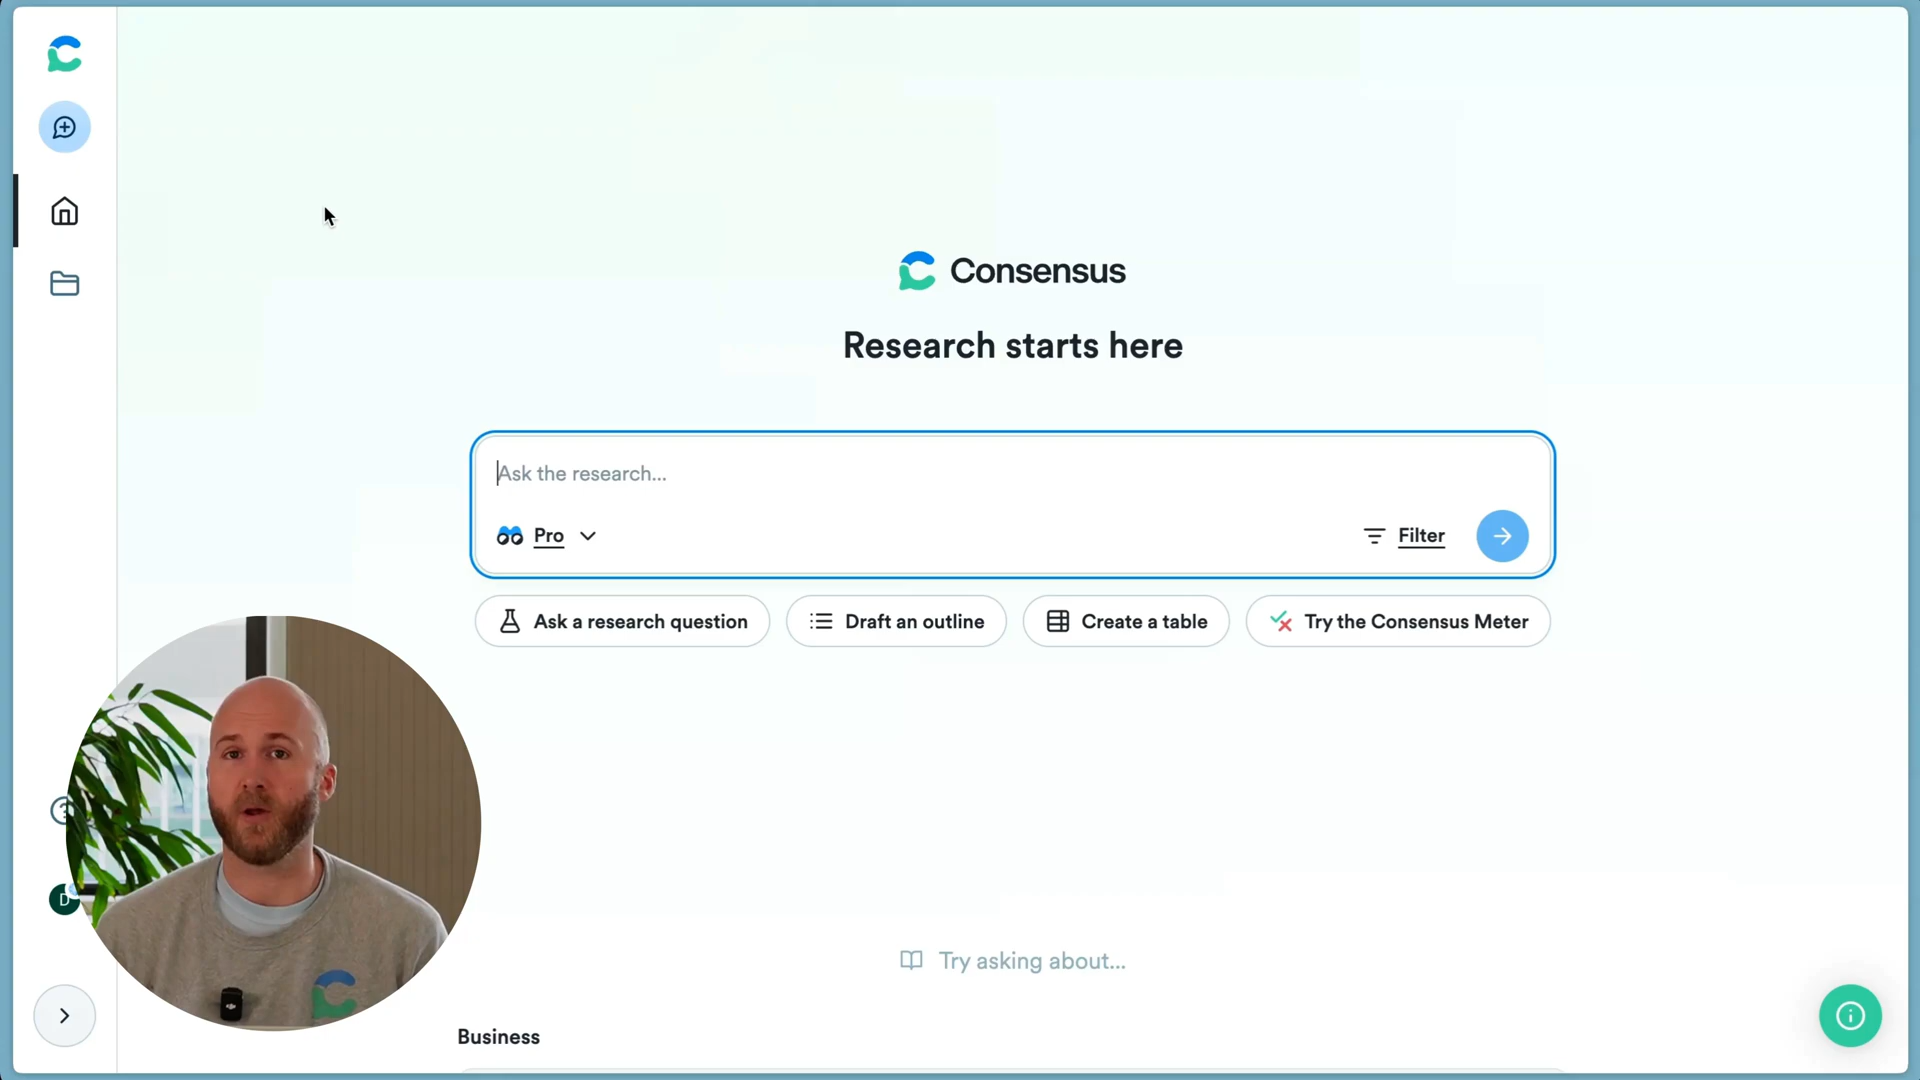 Consensus
Research starts here
Ask the research...
Pro
Filter
Ask a research question
Draft an outline
Create a table
Try the Consensus Meter
D
Try asking about...
Business